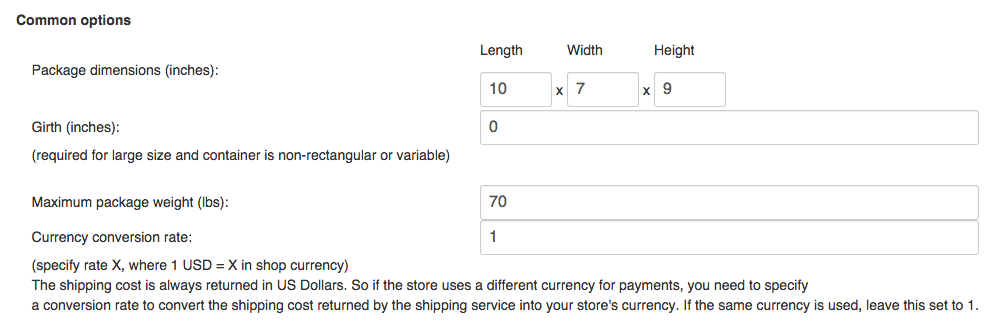 Common options
Length Width Height
Package dimensions (inches):
10 x 7 x 9
Girth (inches):
0
(required for large size and container is non-rectangular or variable)
Maximum package weight (lbs):
70
Currency conversion rate:
1
(specify rate X, where 1 USD = X in shop currency)
The shipping cost is always returned in US Dollars. So if the store uses a different currency for payments, you need to specify
a conversion rate to convert the shipping cost returned by the shipping service into your store's currency. If the same currency is used, leave this set to 1.